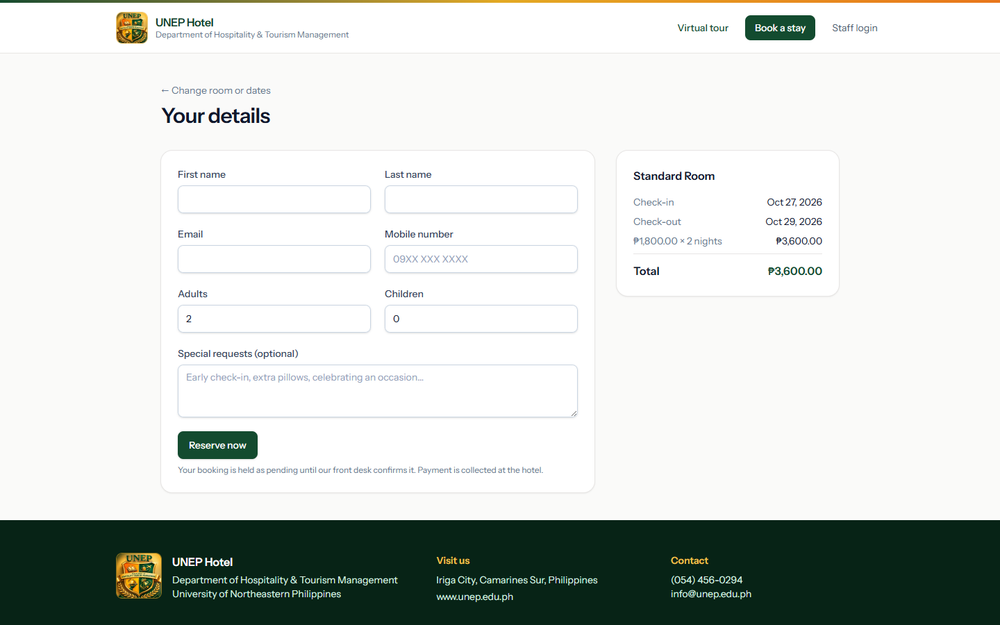 UNEP
UNEP Hotel
Department of Hospitality & Tourism Management
Virtual tour
Book a stay
Staff login
← Change room or dates
Your details
First name
Last name
Email
Mobile number
09XX XXX XXXX
Adults
Children
2
0
Special requests (optional)
Early check-in, extra pillows, celebrating an occasion...
Reserve now
Your booking is held as pending until our front desk confirms it. Payment is collected at the hotel.
Standard Room
Check-in
Oct 27, 2026
Check-out
Oct 29, 2026
₱1,800.00 × 2 nights
₱3,600.00
Total
₱3,600.00
UNEP
UNEP Hotel
Department of Hospitality & Tourism Management
University of Northeastern Philippines
Visit us
Iriga City, Camarines Sur, Philippines
www.unep.edu.ph
Contact
(054) 456-0294
info@unep.edu.ph